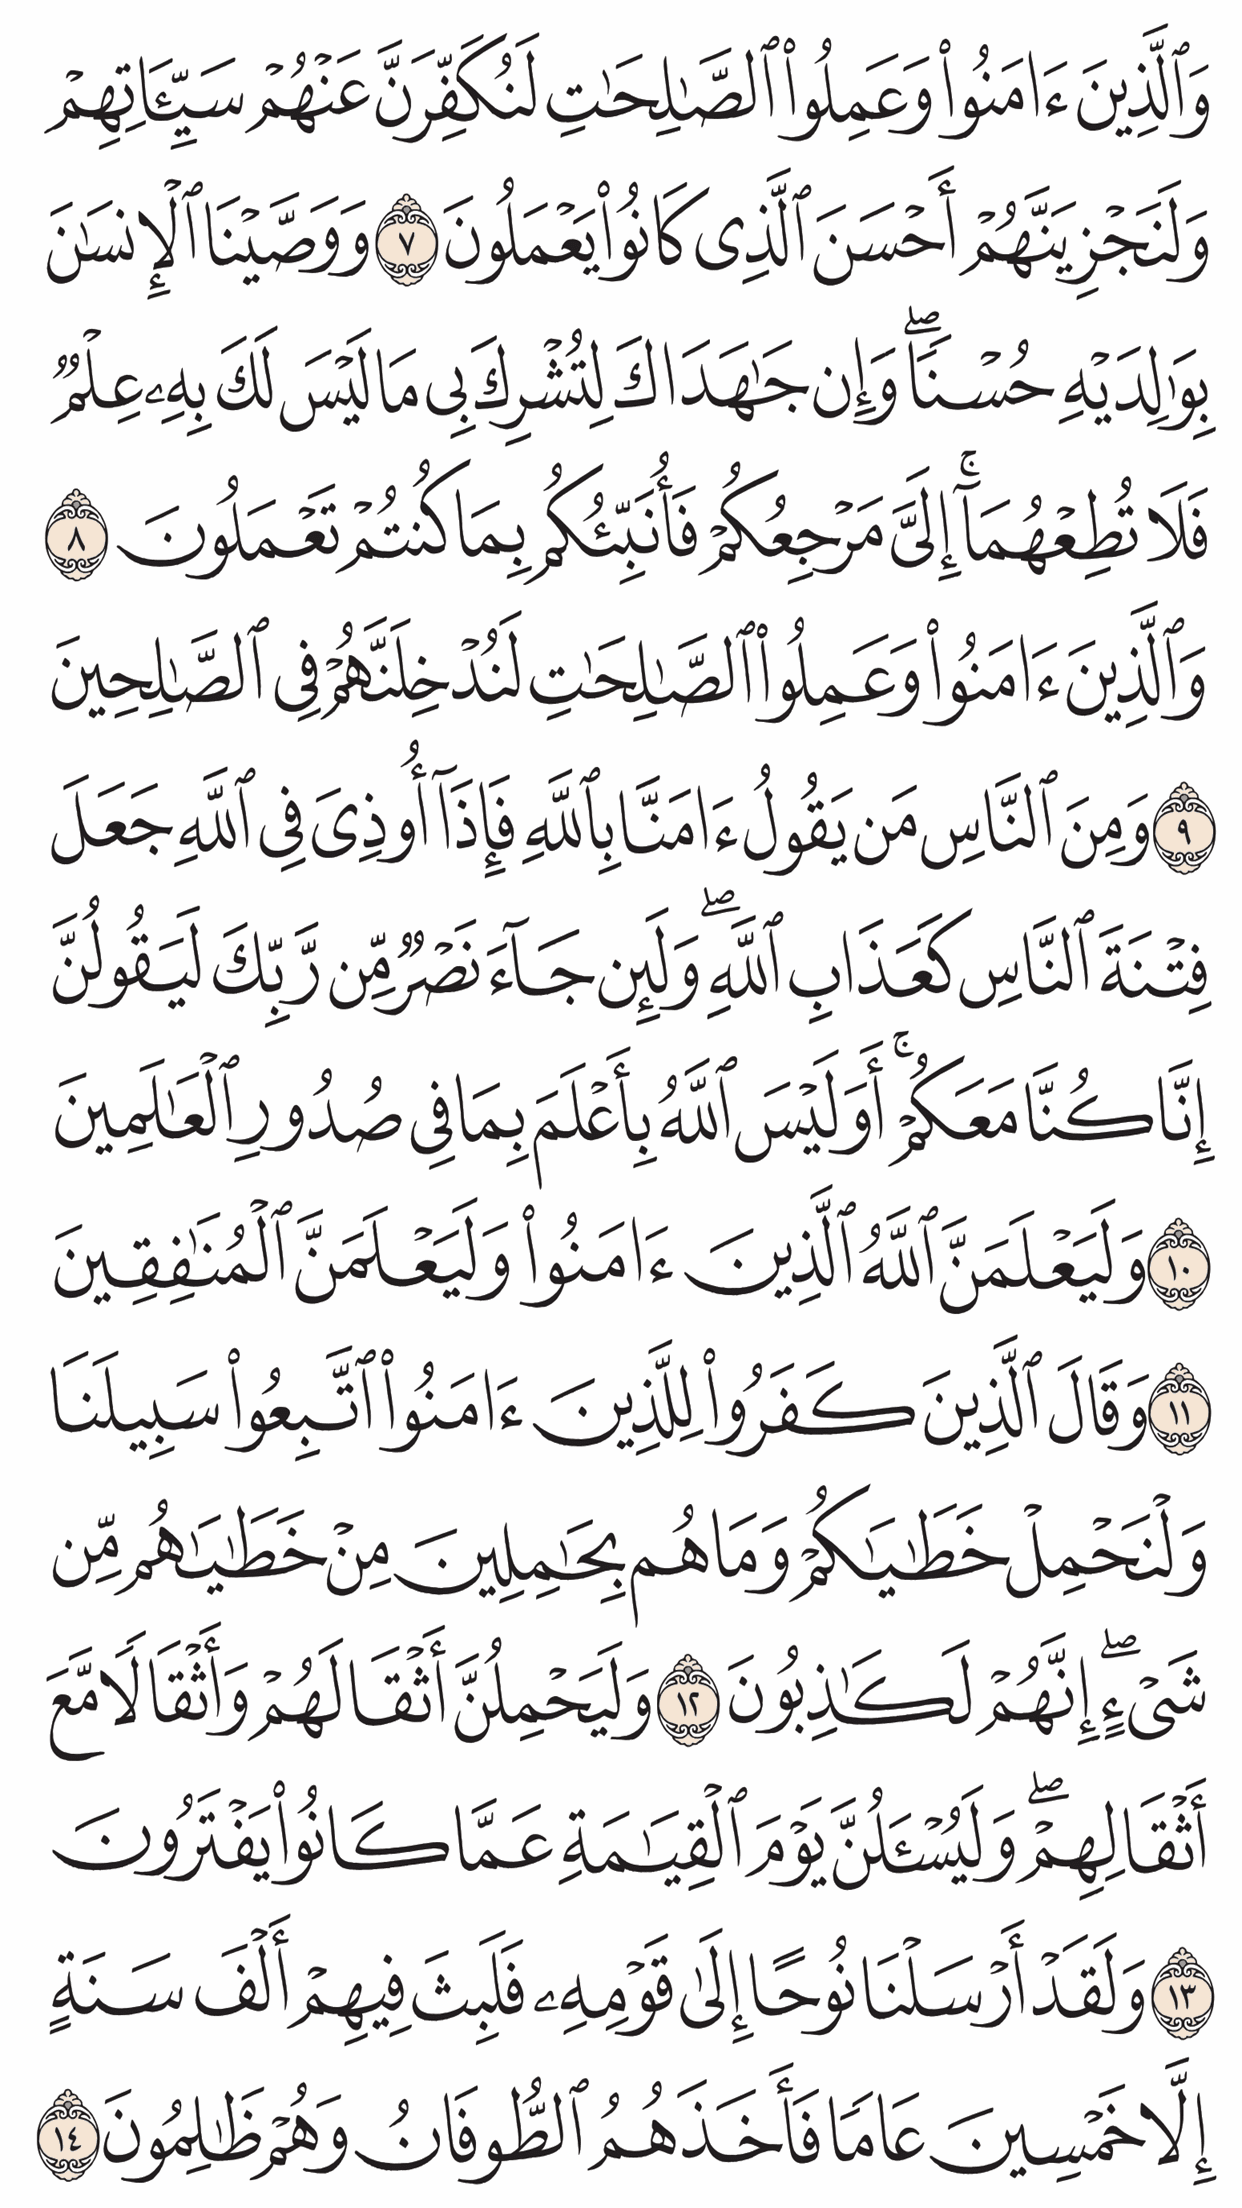 وَٱلَّذِينَ ءَامَنُوا۟ وَعَمِلُوا۟ ٱلصَّـٰلِحَـٰتِ لَنُكَفِّرَنَّ عَنْهُمْ سَيِّـَٔاتِهِمْ
وَلَنَجْزِيَنَّهُمْ أَحْسَنَ ٱلَّذِى كَانُوا۟ يَعْمَلُونَ ٧ وَوَصَّيْنَا ٱلْإِنسَـٰنَ
بِوَٰلِدَيْهِ حُسْنًا ۖ وَإِن جَـٰهَدَاكَ لِتُشْرِكَ بِى مَا لَيْسَ لَكَ بِهِۦ عِلْمٌ
فَلَا تُطِعْهُمَآ ۚ إِلَىَّ مَرْجِعُكُمْ فَأُنَبِّئُكُم بِمَا كُنتُمْ تَعْمَلُونَ ٨
وَٱلَّذِينَ ءَامَنُوا۟ وَعَمِلُوا۟ ٱلصَّـٰلِحَـٰتِ لَنُدْخِلَنَّهُمْ فِى ٱلصَّـٰلِحِينَ
٩ وَمِنَ ٱلنَّاسِ مَن يَقُولُ ءَامَنَّا بِٱللَّهِ فَإِذَآ أُوذِىَ فِى ٱللَّهِ جَعَلَ
فِتْنَةَ ٱلنَّاسِ كَعَذَابِ ٱللَّهِ ۖ وَلَئِن جَآءَ نَصْرٌ مِّن رَّبِّكَ لَيَقُولُنَّ
إِنَّا كُنَّا مَعَكُمْ ۚ أَوَلَيْسَ ٱللَّهُ بِأَعْلَمَ بِمَا فِى صُدُورِ ٱلْعَـٰلَمِينَ
١٠ وَلَيَعْلَمَنَّ ٱللَّهُ ٱلَّذِينَ ءَامَنُوا۟ وَلَيَعْلَمَنَّ ٱلْمُنَـٰفِقِينَ
١١ وَقَالَ ٱلَّذِينَ كَفَرُوا۟ لِلَّذِينَ ءَامَنُوا۟ ٱتَّبِعُوا۟ سَبِيلَنَا
وَلْنَحْمِلْ خَطَـٰيَـٰكُمْ وَمَا هُم بِحَـٰمِلِينَ مِنْ خَطَـٰيَـٰهُم مِّن
شَىْءٍ ۖ إِنَّهُمْ لَكَـٰذِبُونَ ١٢ وَلَيَحْمِلُنَّ أَثْقَالَهُمْ وَأَثْقَالًا مَّعَ
أَثْقَالِهِمْ ۖ وَلَيُسْـَٔلُنَّ يَوْمَ ٱلْقِيَـٰمَةِ عَمَّا كَانُوا۟ يَفْتَرُونَ
١٣ وَلَقَدْ أَرْسَلْنَا نُوحًا إِلَىٰ قَوْمِهِۦ فَلَبِثَ فِيهِمْ أَلْفَ سَنَةٍ
إِلَّا خَمْسِينَ عَامًا فَأَخَذَهُمُ ٱلطُّوفَانُ وَهُمْ ظَـٰلِمُونَ ١٤